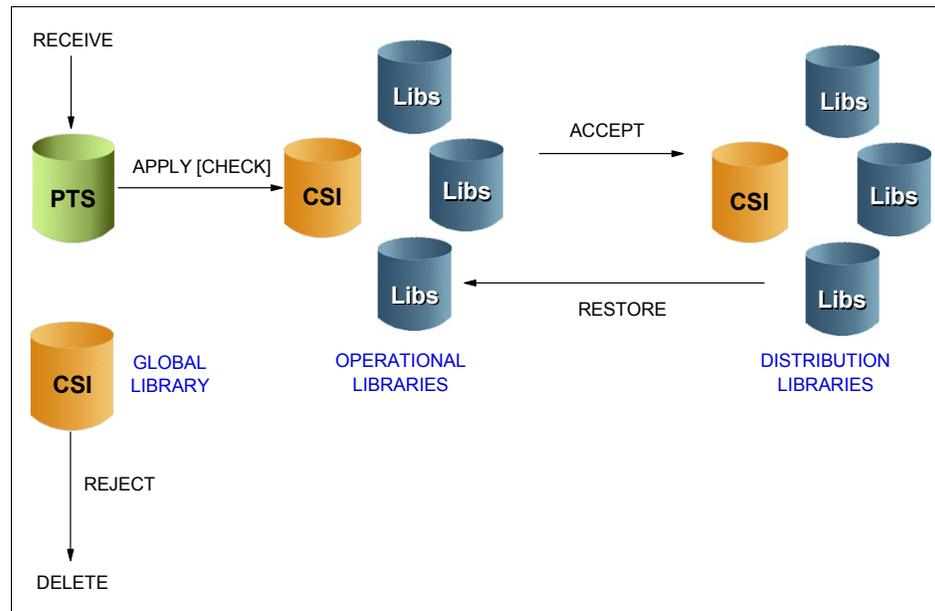 RECEIVE
Libs
Libs
ACCEPT
PTS
APPLY [CHECK]
CSI
Libs
CSI
Libs
Libs
RESTORE
Libs
CSI
GLOBAL
LIBRARY
OPERATIONAL
LIBRARIES
DISTRIBUTION
LIBRARIES
REJECT
DELETE